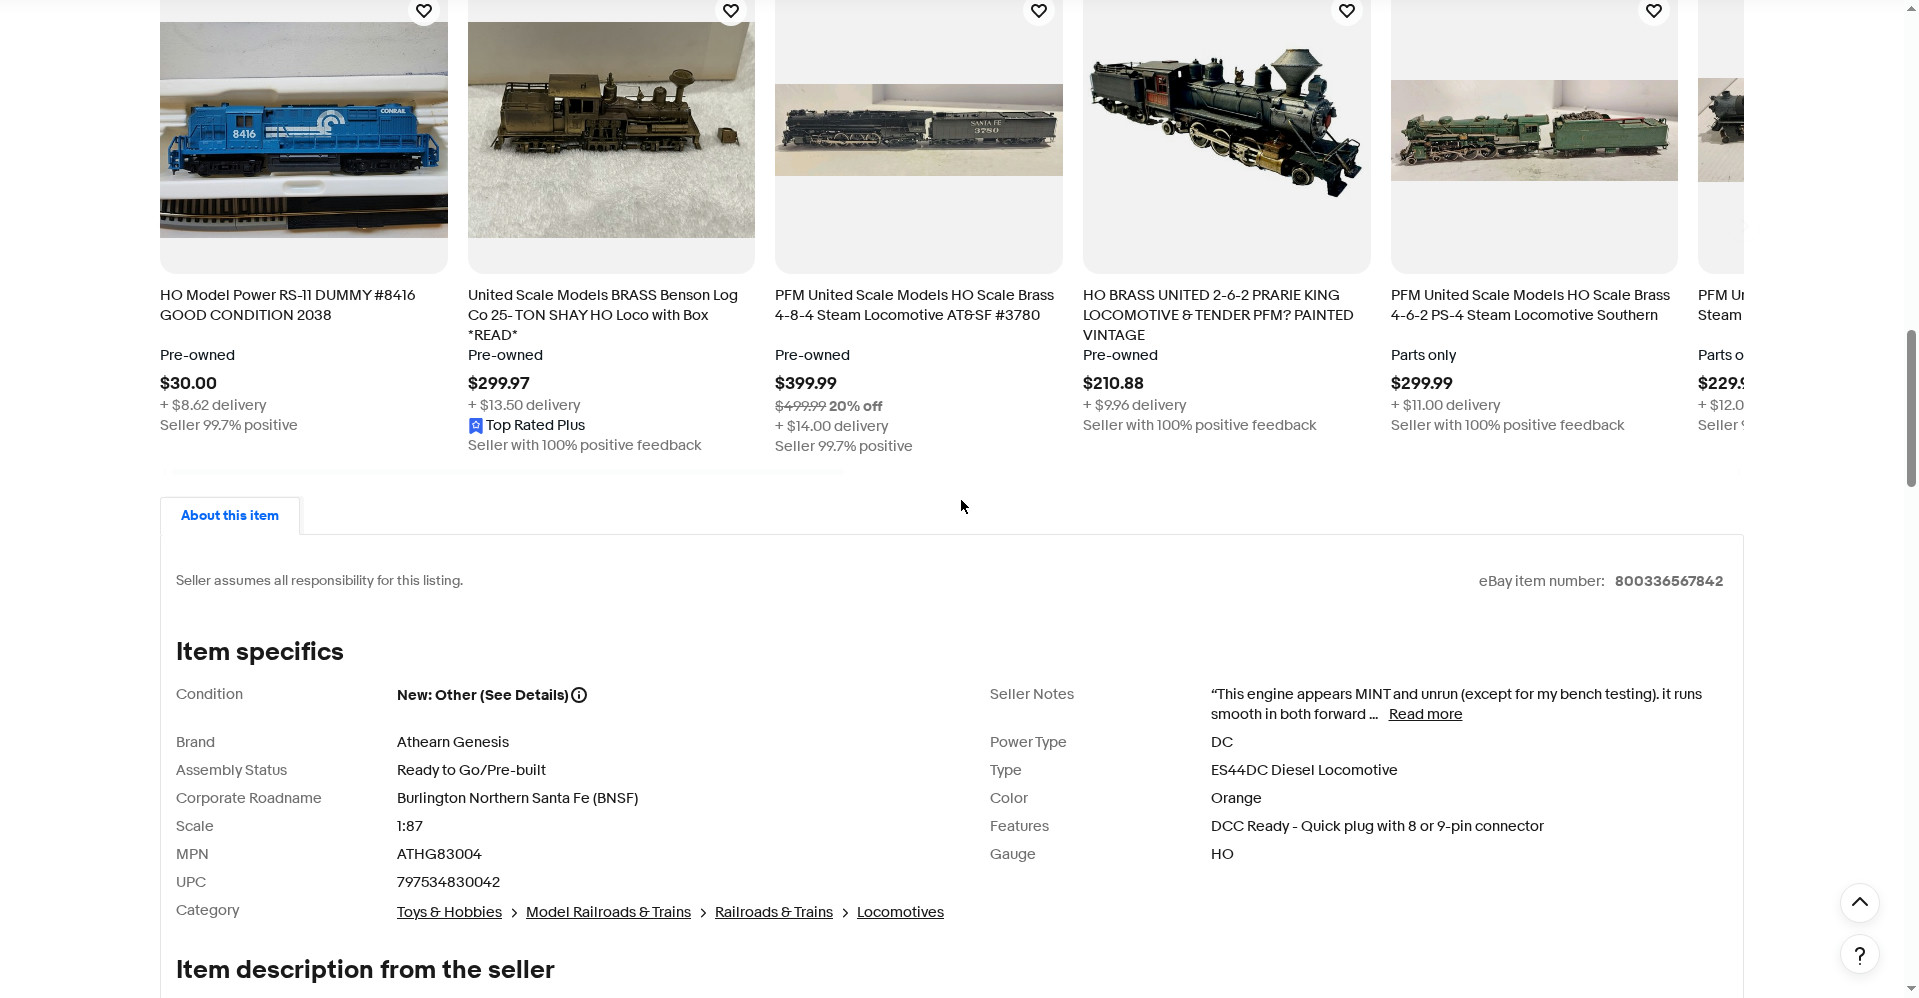 CONRAIL
8416
SANTA FE
3780
HO Model Power RS-11 DUMMY #8416
GOOD CONDITION 2038
Pre-owned
$30.00
+ $8.62 delivery
Seller 99.7% positive
United Scale Models BRASS Benson Log
Co 25- TON SHAY HO Loco with Box
*READ*
Pre-owned
$299.97
+ $13.50 delivery
Top Rated Plus
Seller with 100% positive feedback
PFM United Scale Models HO Scale Brass
4-8-4 Steam Locomotive AT&SF #3780
Pre-owned
$399.99
$499.99 20% off
+ $14.00 delivery
Seller 99.7% positive
HO BRASS UNITED 2-6-2 PRARIE KING
LOCOMOTIVE & TENDER PFM? PAINTED
VINTAGE
Pre-owned
$210.88
+ $9.96 delivery
Seller with 100% positive feedback
PFM United Scale Models HO Scale Brass
4-6-2 PS-4 Steam Locomotive Southern
Parts only
$299.99
+ $11.00 delivery
Seller with 100% positive feedback
PFM
Steam
Parts
+ $12.0
Seller
About this item
Seller assumes all responsibility for this listing.
eBay item number: 800336567842
Item specifics
Condition
New: Other (See Details)
Seller Notes
“This engine appears MINT and unrun (except for my bench testing). it runs
smooth in both forward ... Read more
Brand
Athearn Genesis
Power Type
DC
Assembly Status
Ready to Go/Pre-built
Type
ES44DC Diesel Locomotive
Corporate Roadname
Burlington Northern Santa Fe (BNSF)
Color
Orange
Scale
1:87
Features
DCC Ready - Quick plug with 8 or 9-pin connector
MPN
ATHG83004
Gauge
HO
UPC
797534830042
Category
Toys & Hobbies > Model Railroads & Trains > Railroads & Trains > Locomotives
Item description from the seller
?